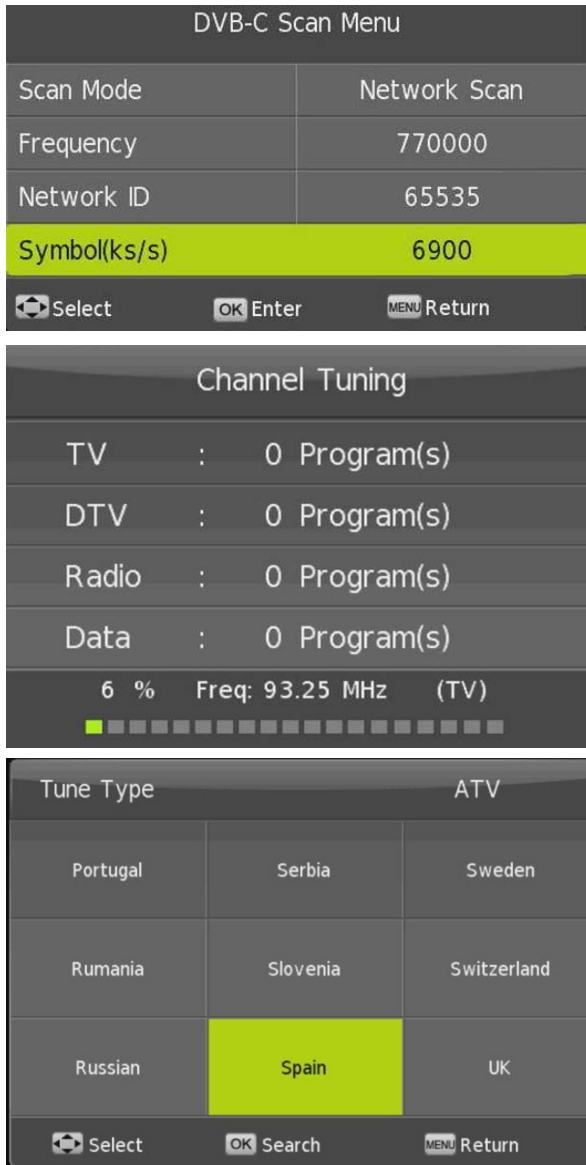 DVB-C Scan Menu
Scan Mode Network Scan
Frequency 770000
Network ID 65535
Symbol(ks/s) 6900
Select OK Enter MENU Return
Channel Tuning
TV : 0 Program(s)
DTV : 0 Program(s)
Radio : 0 Program(s)
Data : 0 Program(s)
6 % Freq: 93.25 MHz (TV)
Tune Type ATV
Portugal Serbia Sweden
Rumania Slovenia Switzerland
Russian Spain UK
Select OK Search MENU Return